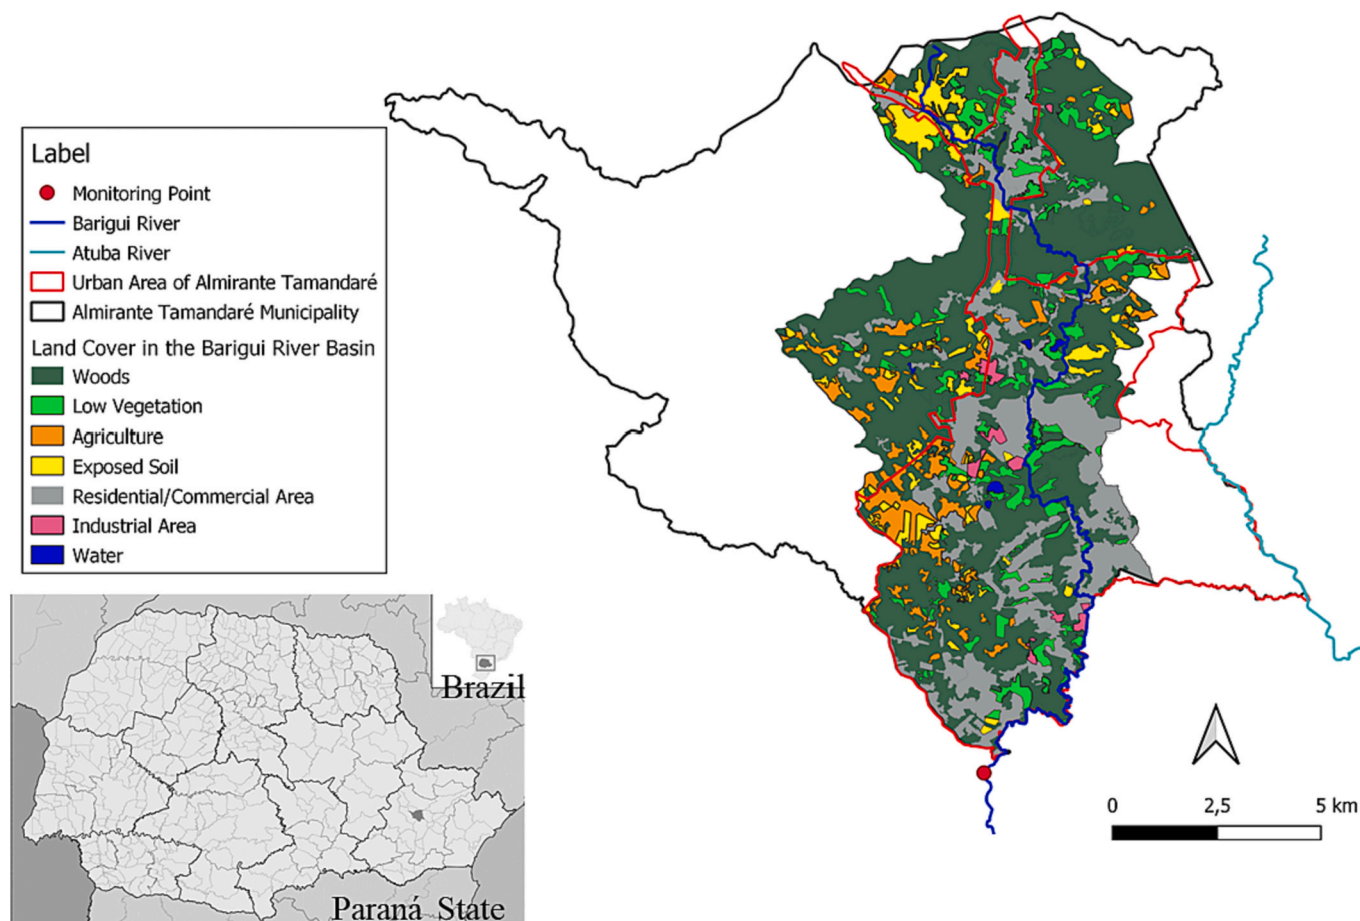 Label
Monitoring Point
Barigui River
Atuba River
Urban Area of Almirante Tamandaré
Almirante Tamandaré Municipality
Land Cover in the Barigui River Basin
Woods
Low Vegetation
Agriculture
Exposed Soil
Residential/Commercial Area
Industrial Area
Water
Brazil
Paraná State
0 2,5 5 km